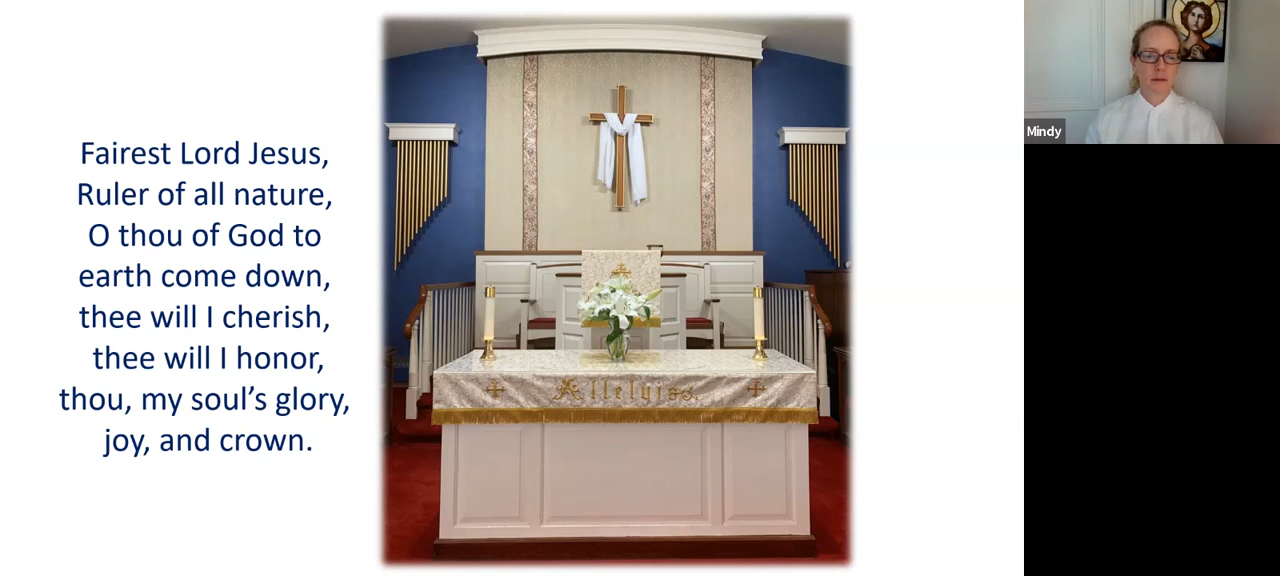 Fairest Lord Jesus,
Ruler of all nature,
O thou of God to
earth come down,
thee will I cherish,
thee will I honor,
thou, my soul’s glory,
joy, and crown.
Alleluias.
Mindy